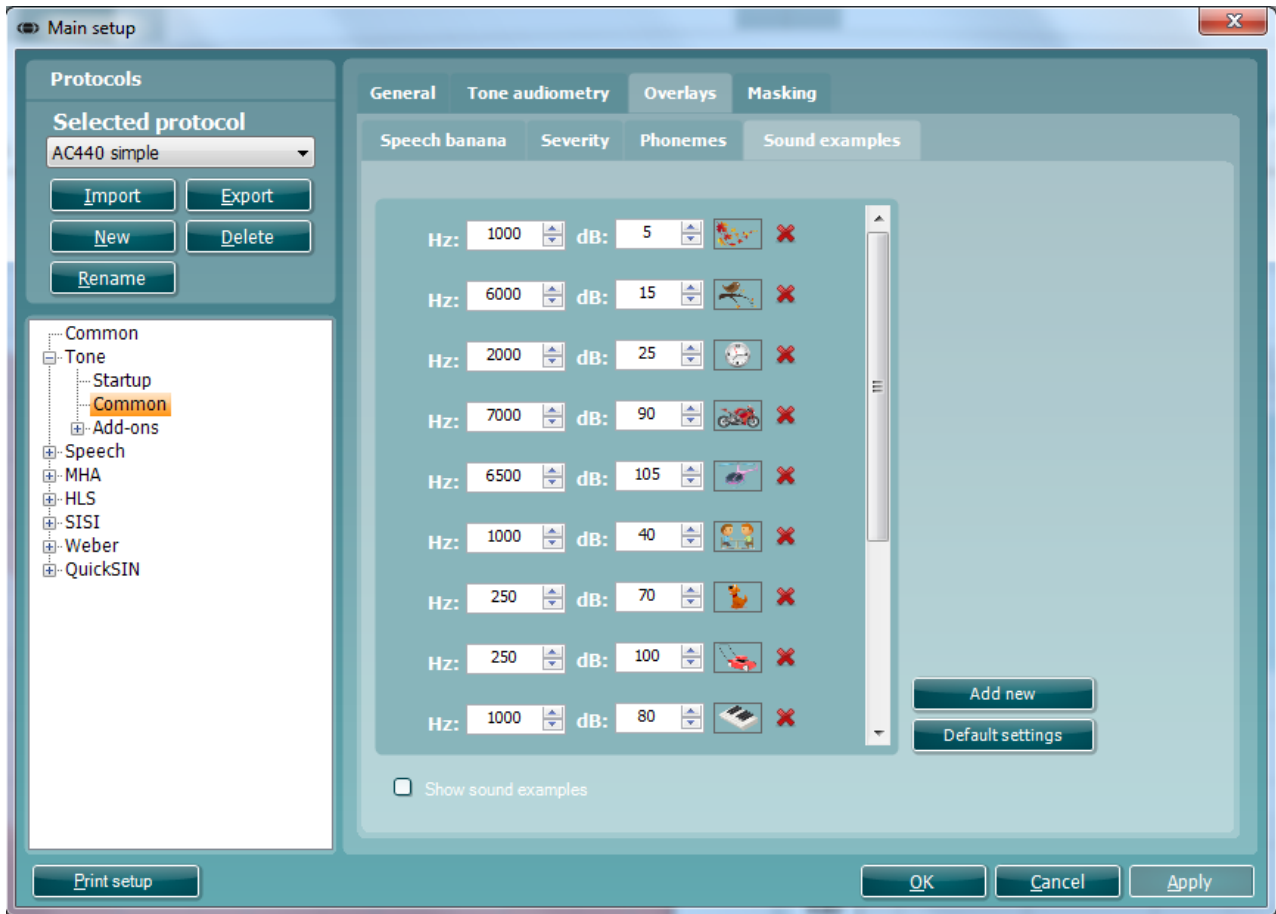 Main setup
Protocols
Selected protocol
AC440 simple
Import Export
New Delete
Rename
Common
Tone
Startup
Common
Add-ons
Speech
MHA
HLS
SISI
Weber
QuickSIN
General Tone audiometry Overlays Masking
Speech banana Severity Phonemes Sound examples
Hz: 1000 dB: 5
Hz: 6000 dB: 15
Hz: 2000 dB: 25
Hz: 7000 dB: 90
Hz: 6500 dB: 105
Hz: 1000 dB: 40
Hz: 250 dB: 70
Hz: 250 dB: 100
Hz: 1000 dB: 80
Add new
Default settings
Show sound examples
Print setup OK Cancel Apply